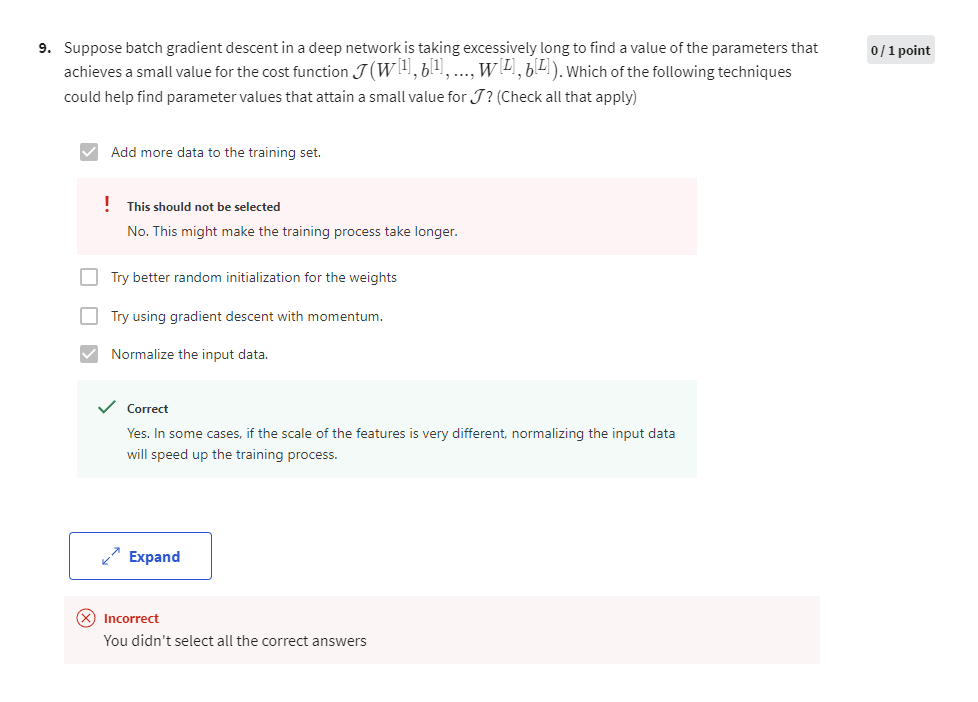 9. Suppose batch gradient descent in a deep network is taking excessively long to find a value of the parameters that
0 / 1 point
achieves a small value for the cost function 𝒥(W^[1], b^[1], ..., W^[L], b^[L]). Which of the following techniques
could help find parameter values that attain a small value for 𝒥? (Check all that apply)
Add more data to the training set.
! This should not be selected
No. This might make the training process take longer.
Try better random initialization for the weights
Try using gradient descent with momentum.
Normalize the input data.
Correct
Yes. In some cases, if the scale of the features is very different, normalizing the input data
will speed up the training process.
Expand
Incorrect
You didn't select all the correct answers